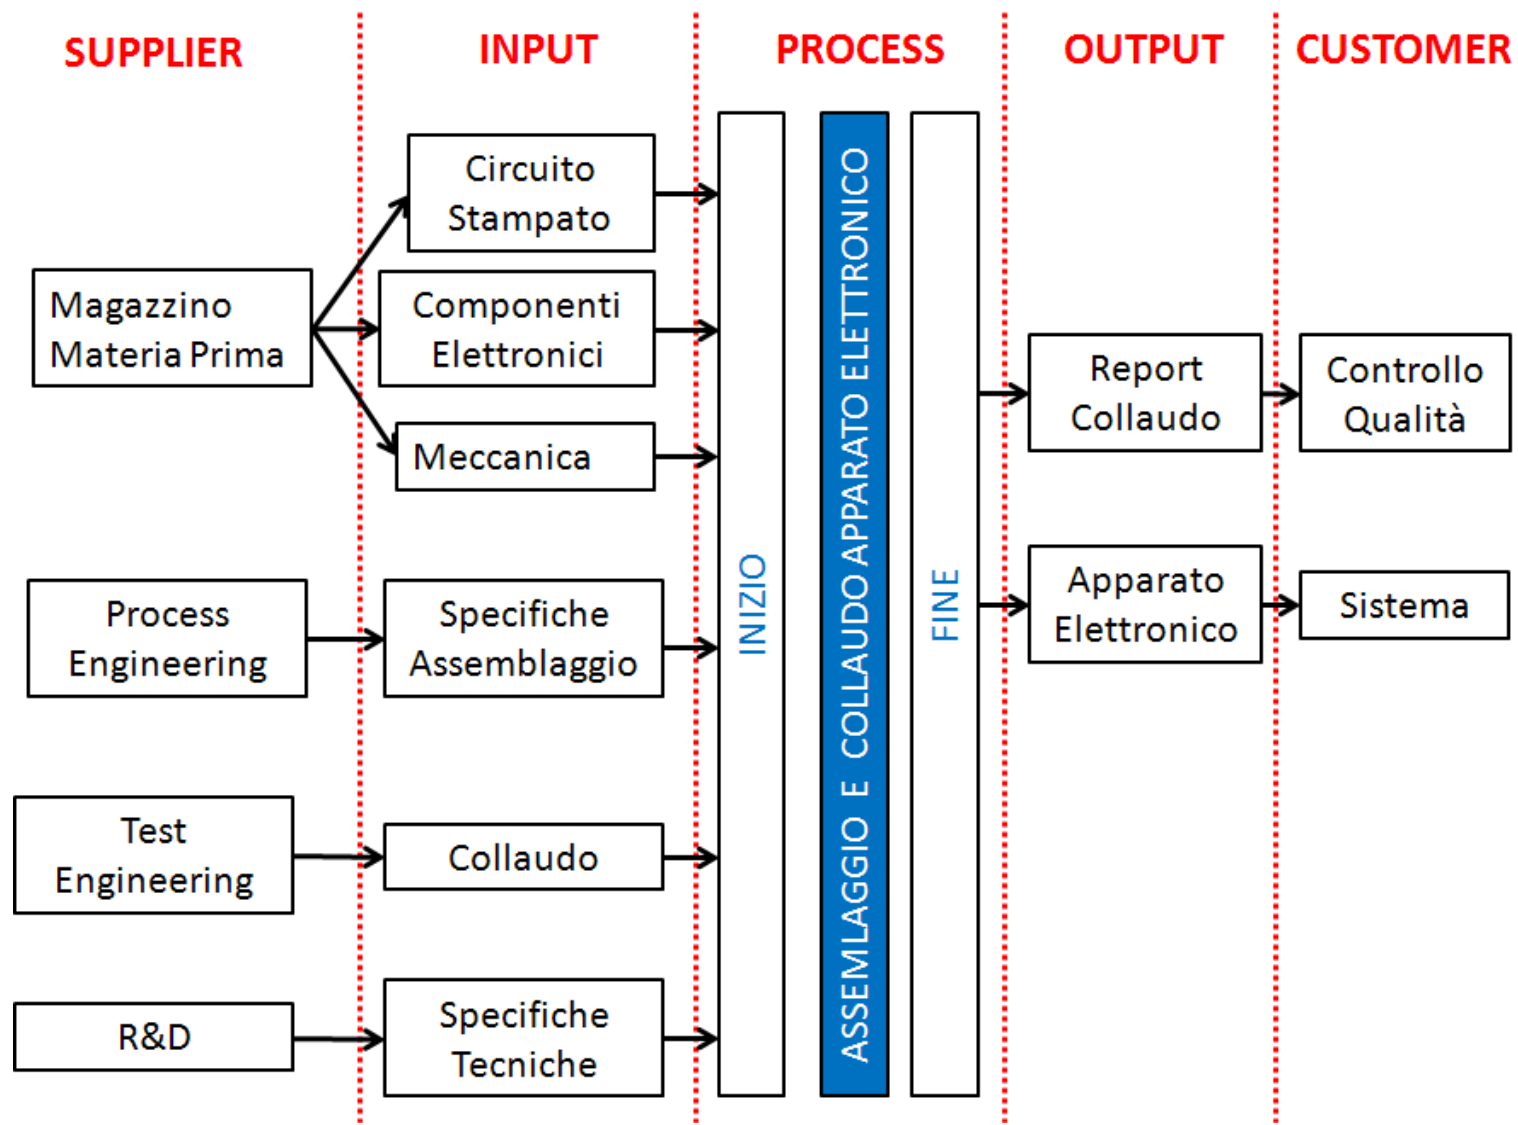 SUPPLIER
INPUT
PROCESS
OUTPUT
CUSTOMER
Magazzino
Materia Prima
Process
Engineering
Test
Engineering
R&D
Circuito
Stampato
Componenti
Elettronici
Meccanica
Specifiche
Assemblaggio
Collaudo
Specifiche
Tecniche
INIZIO
ASSEMLAGGIO E COLLAUDO APPARATO ELETTRONICO
FINE
Report
Collaudo
Apparato
Elettronico
Controllo
Qualità
Sistema